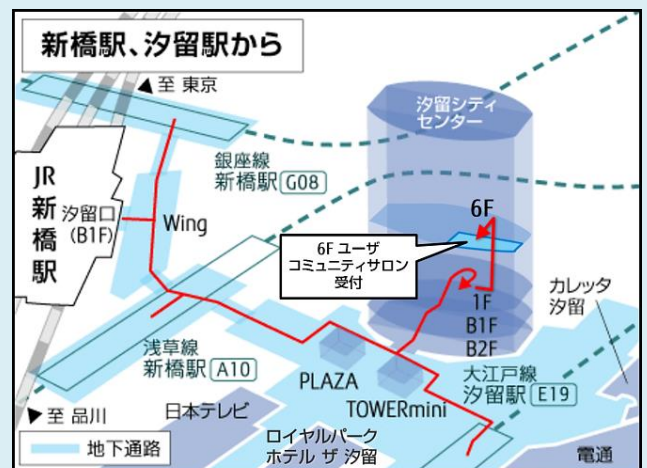 新橋駅、汐留駅から
▲至 東京
汐留シティ
センター
銀座線
新橋駅 G08
JR
新橋駅
汐留口
(B1F)
Wing
6F
6F ユーザ
コミュニティサロン
受付
1F
B1F
B2F
カレッタ
汐留
浅草線
新橋駅 A10
PLAZA
TOWERmini
大江戸線
汐留駅 E19
▼至 品川
日本テレビ
地下通路
ロイヤルパーク
ホテル ザ 汐留
電通